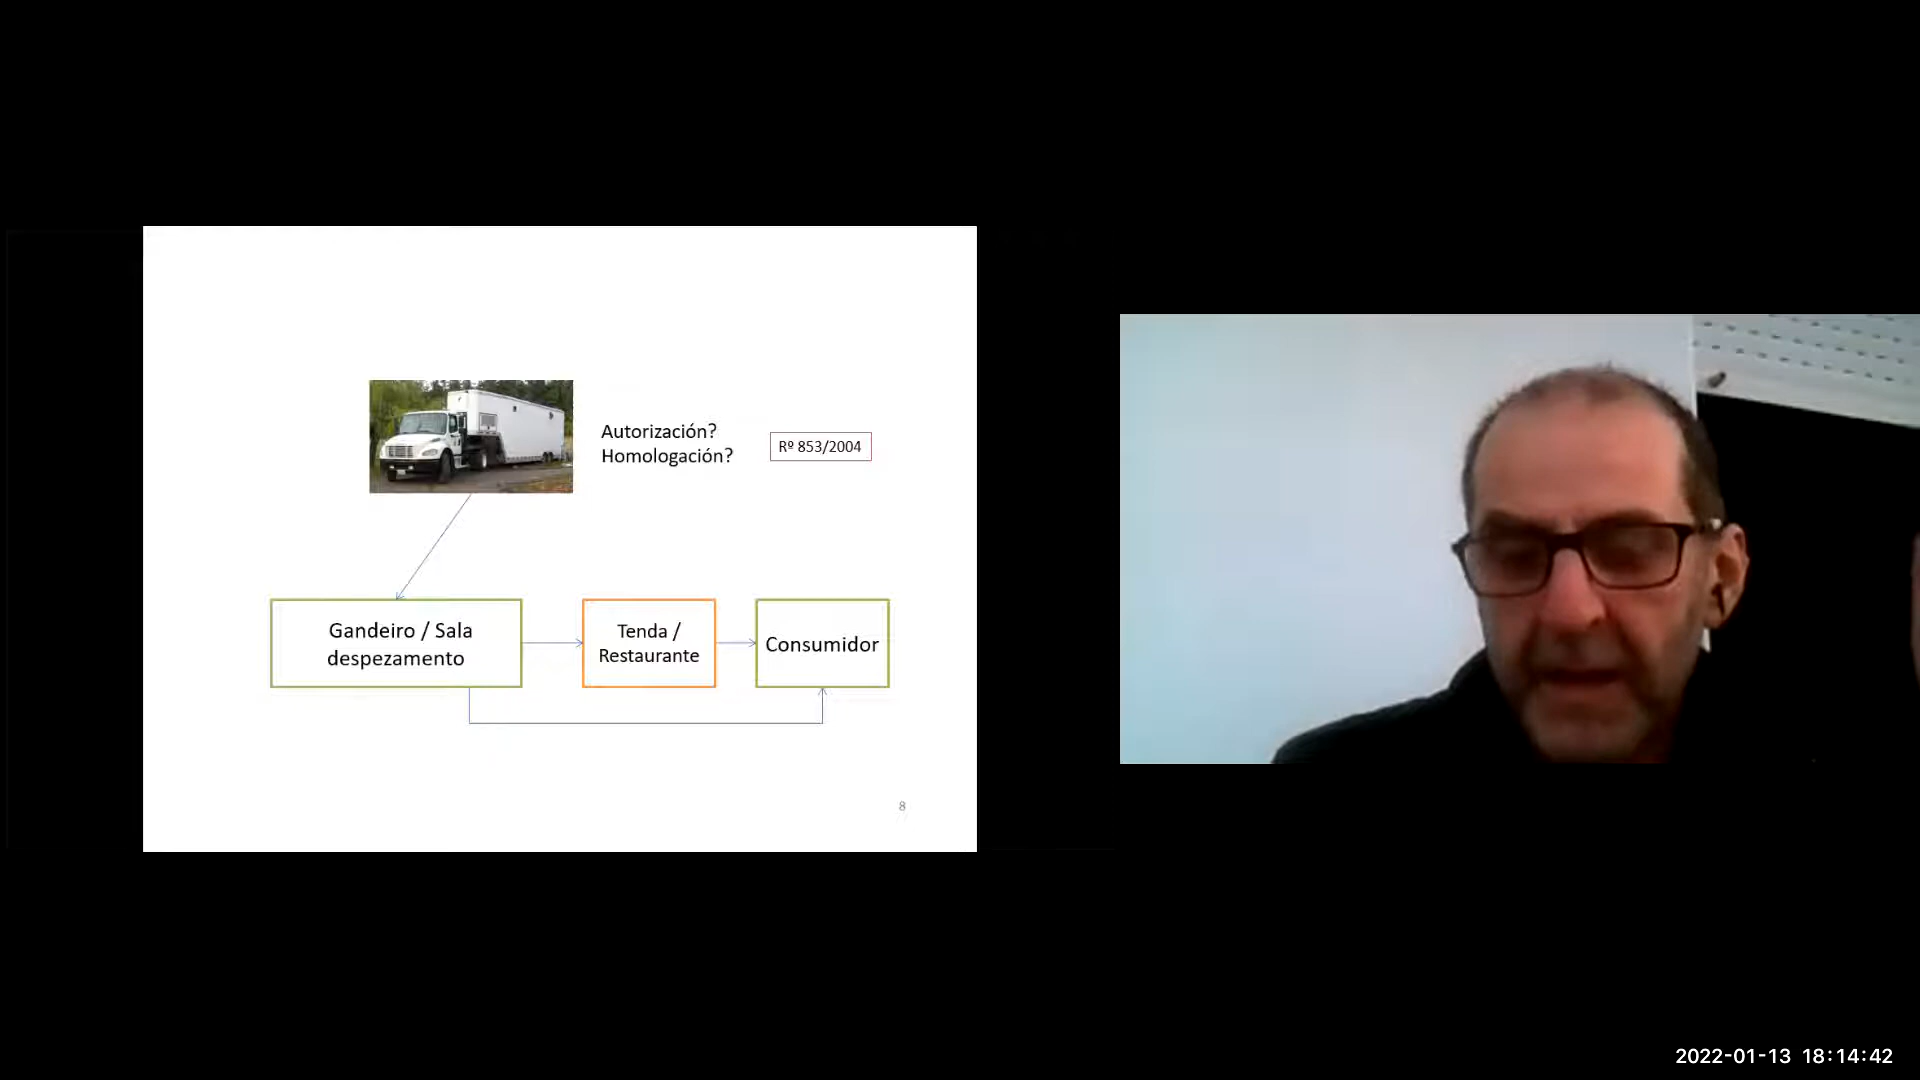 Autorización?
Homologación?
Rº 853/2004
Gandeiro / Sala
despezamento
Tenda /
Restaurante
Consumidor
8
2022-01-13 18:14:42